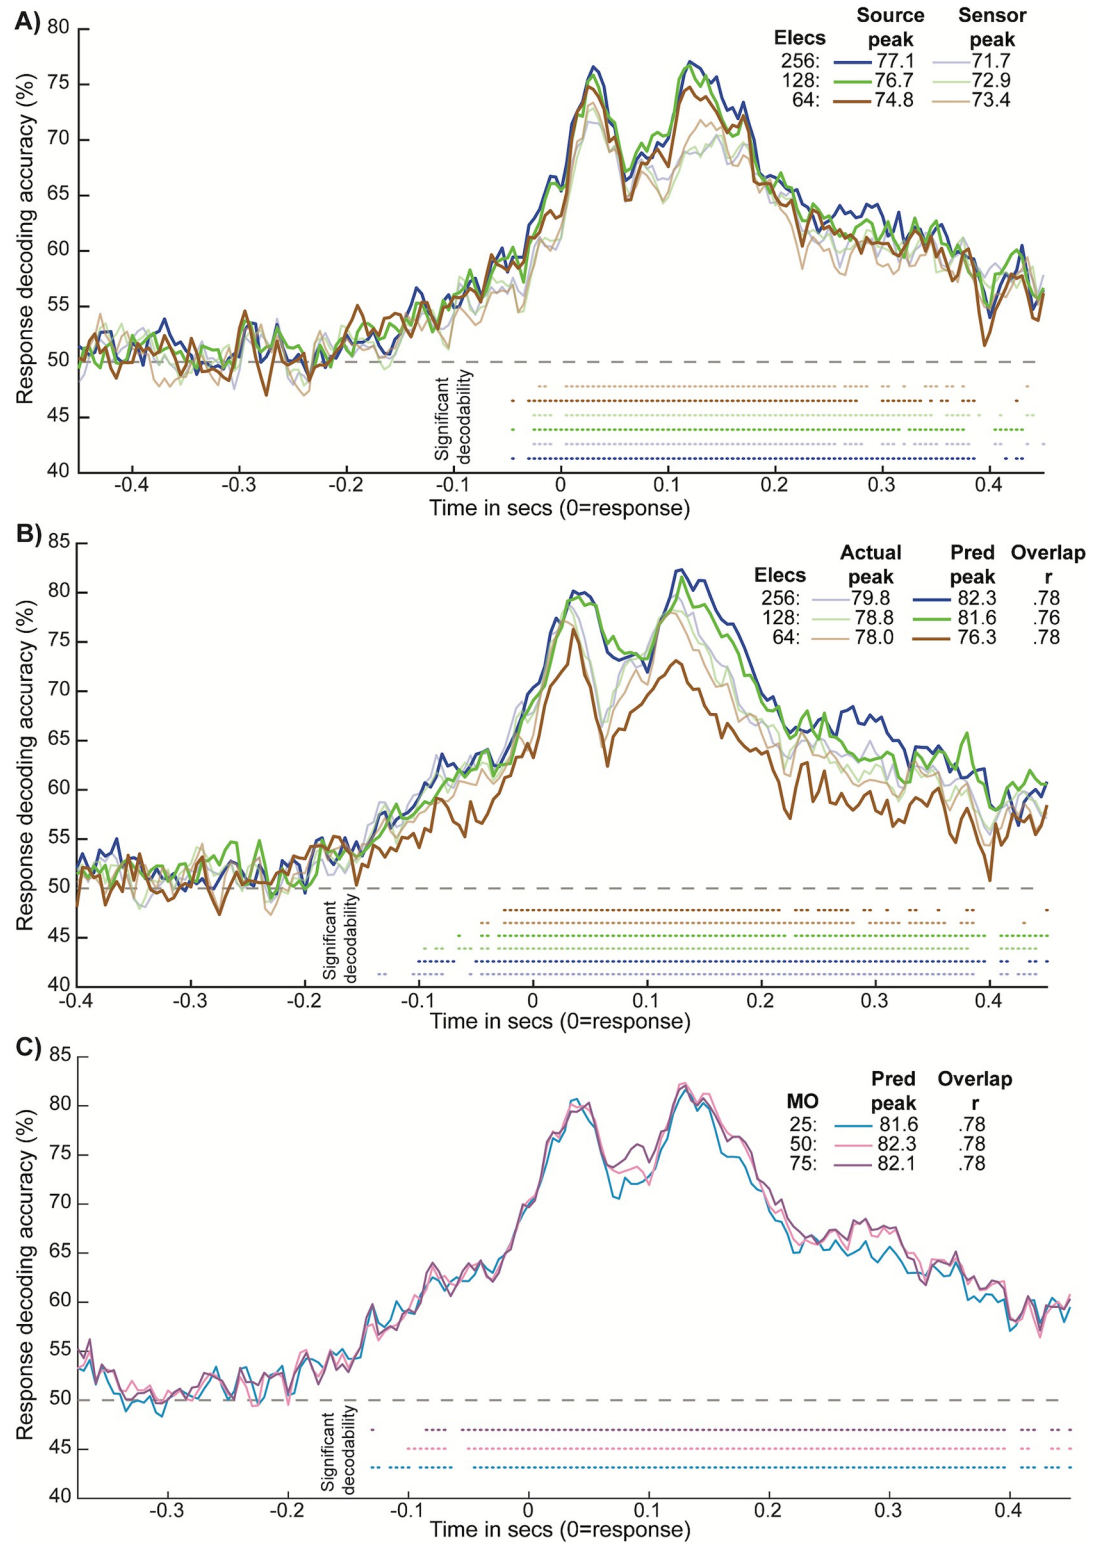 A)
Source Sensor
Elecs peak peak
256: 77.1 71.7
128: 76.7 72.9
64: 74.8 73.4
Response decoding accuracy (%)
80
75
70
65
60
55
50
45
40
Significant
decodability
-0.4 -0.3 -0.2 -0.1 0 0.1 0.2 0.3 0.4
Time in secs (0=response)
B)
Actual Pred Overlap
Elecs peak peak r
256: 79.8 82.3 .78
128: 78.8 81.6 .76
64: 78.0 76.3 .78
Response decoding accuracy (%)
85
80
75
70
65
60
55
50
45
40
Significant
decodability
-0.4 -0.3 -0.2 -0.1 0 0.1 0.2 0.3 0.4
Time in secs (0=response)
C)
Pred Overlap
MO peak r
25: 81.6 .78
50: 82.3 .78
75: 82.1 .78
Response decoding accuracy (%)
85
80
75
70
65
60
55
50
45
40
Significant
decodability
-0.3 -0.2 -0.1 0 0.1 0.2 0.3 0.4
Time in secs (0=response)